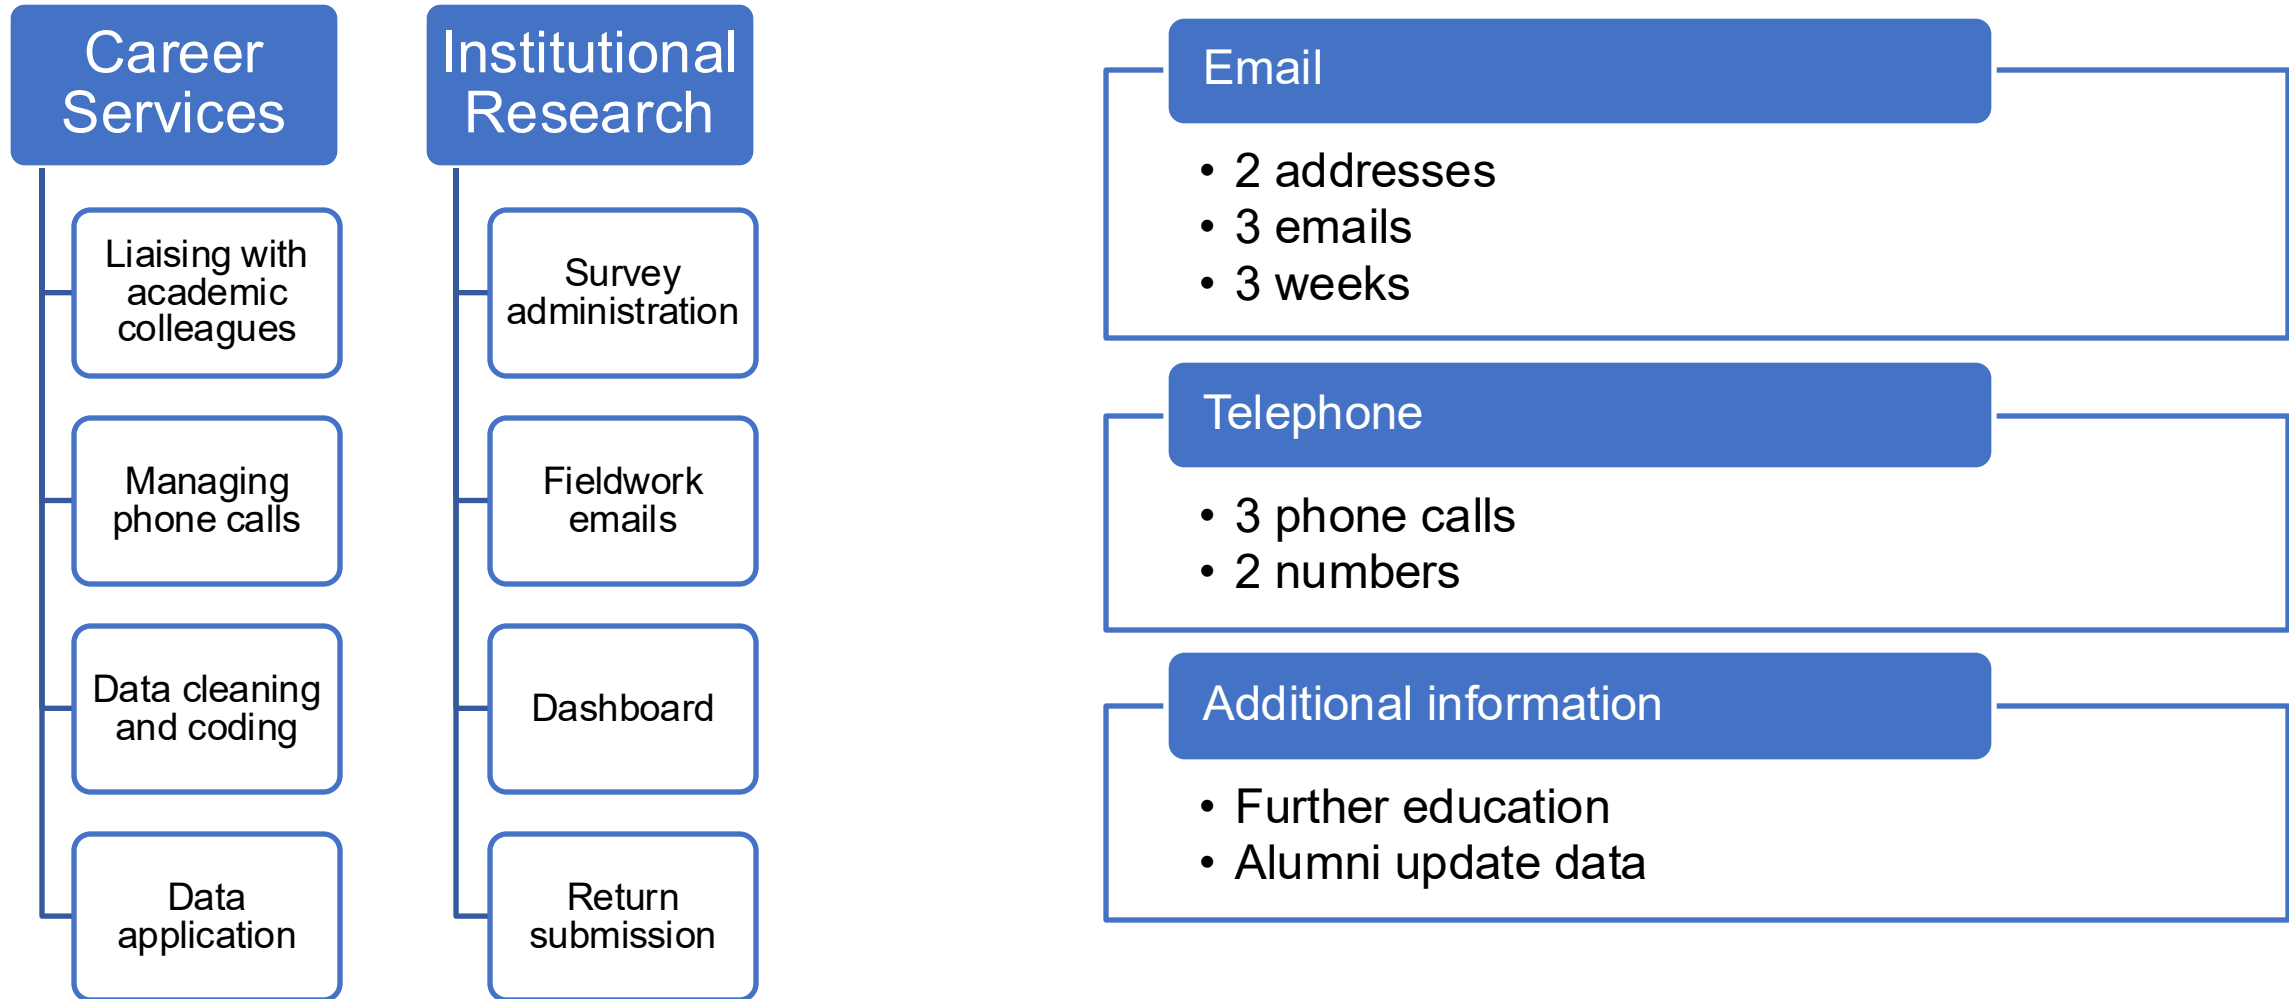 Career
Services
Liaising with
academic
colleagues
Managing
phone calls
Data cleaning
and coding
Data
application
Institutional
Research
Survey
administration
Fieldwork
emails
Dashboard
Return
submission
Email
• 2 addresses
• 3 emails
• 3 weeks
Telephone
• 3 phone calls
• 2 numbers
Additional information
• Further education
• Alumni update data